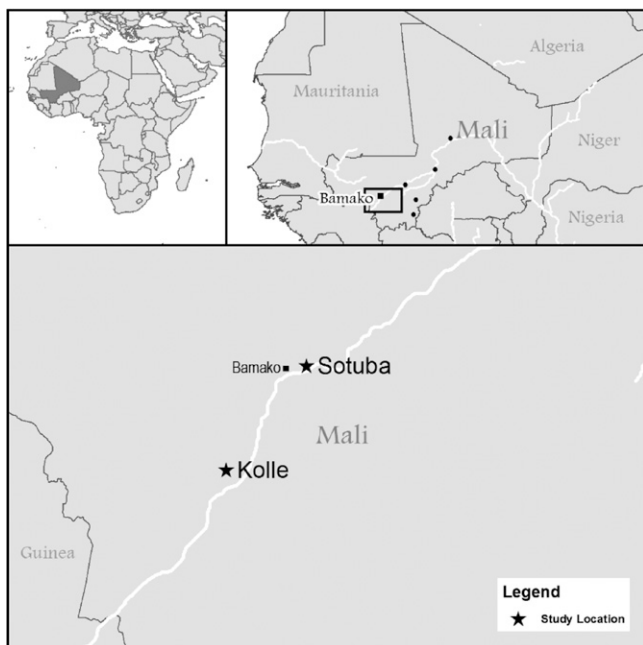 Algeria
Mauritania
Mali
Niger
Bamako
Nigeria
Bamako
Sotuba
Mali
Kolle
Guinea
Legend
Study Location